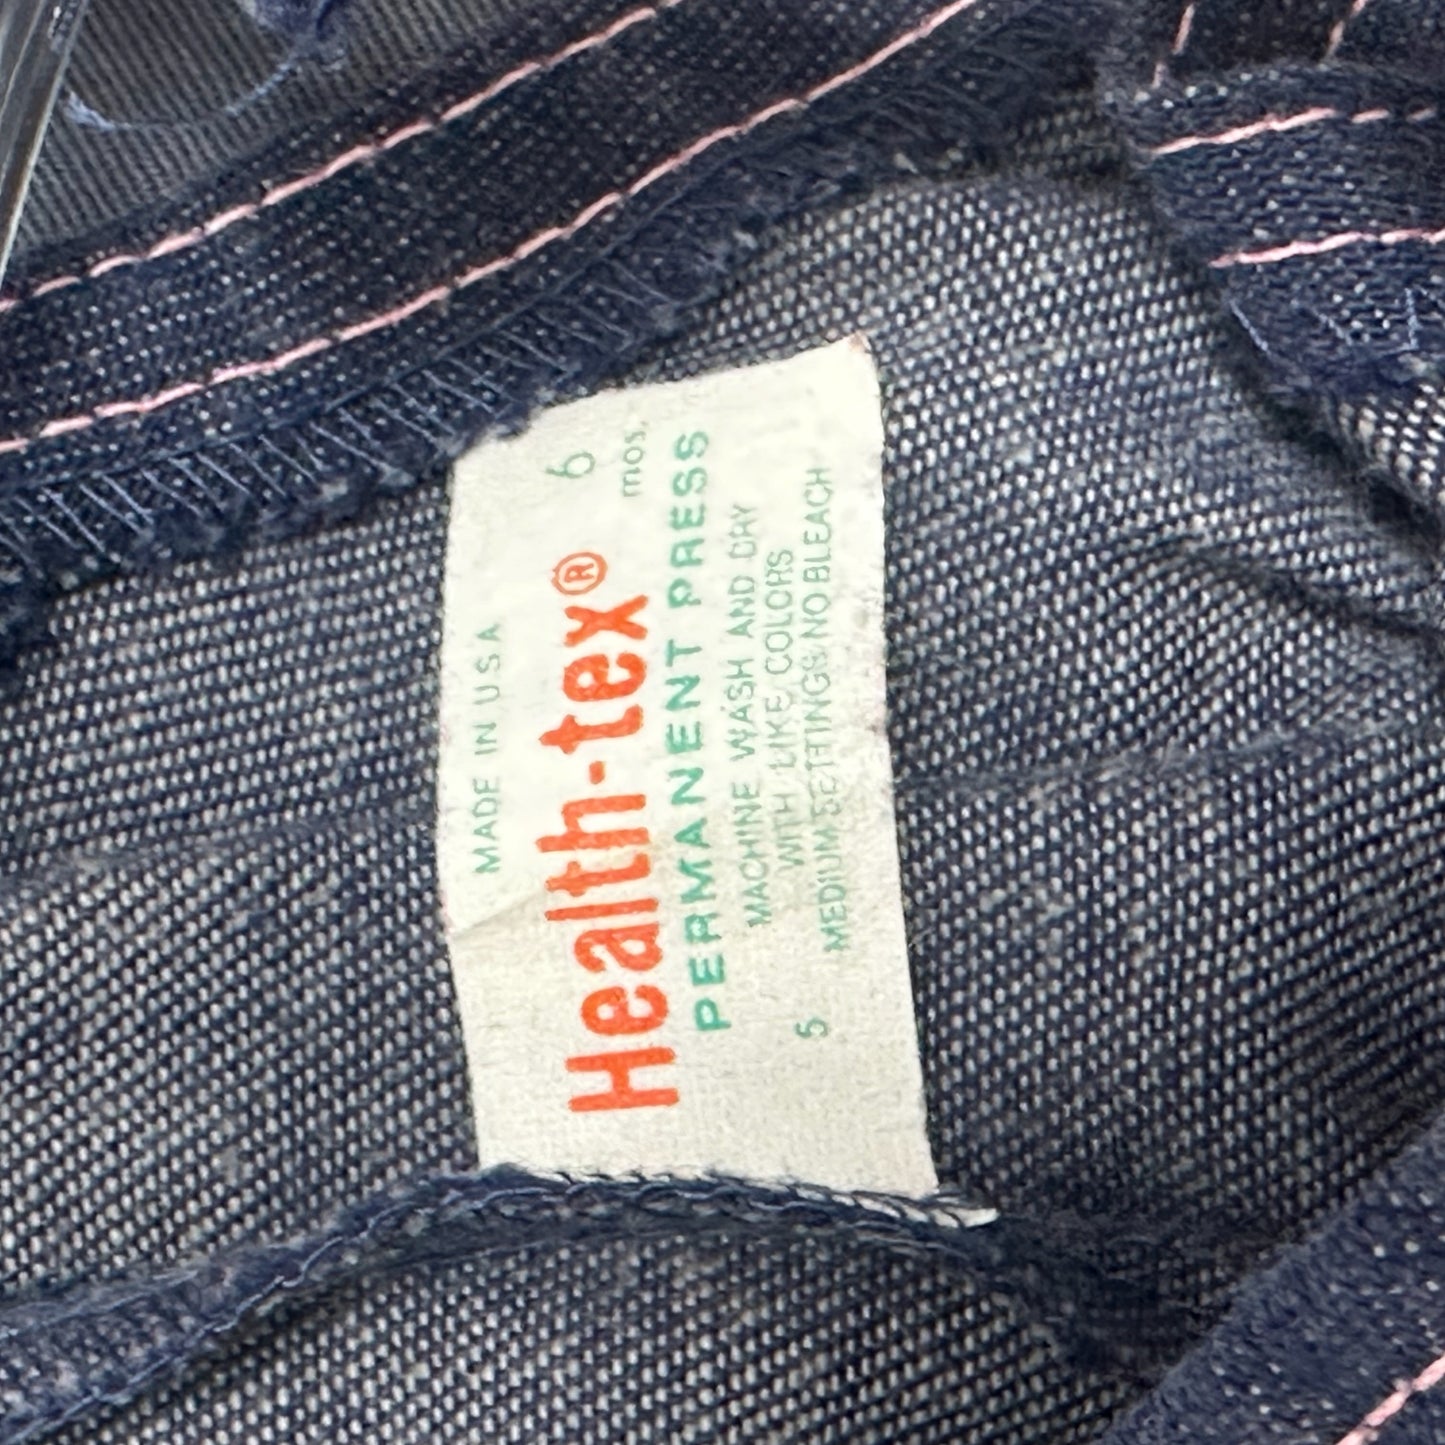 MADE IN U S A
6
mos.
Health-tex®
PERMANENT PRESS
MACHINE WASH AND DRY
WITH LIKE COLORS
MEDIUM SETTINGS/NO BLEACH
5